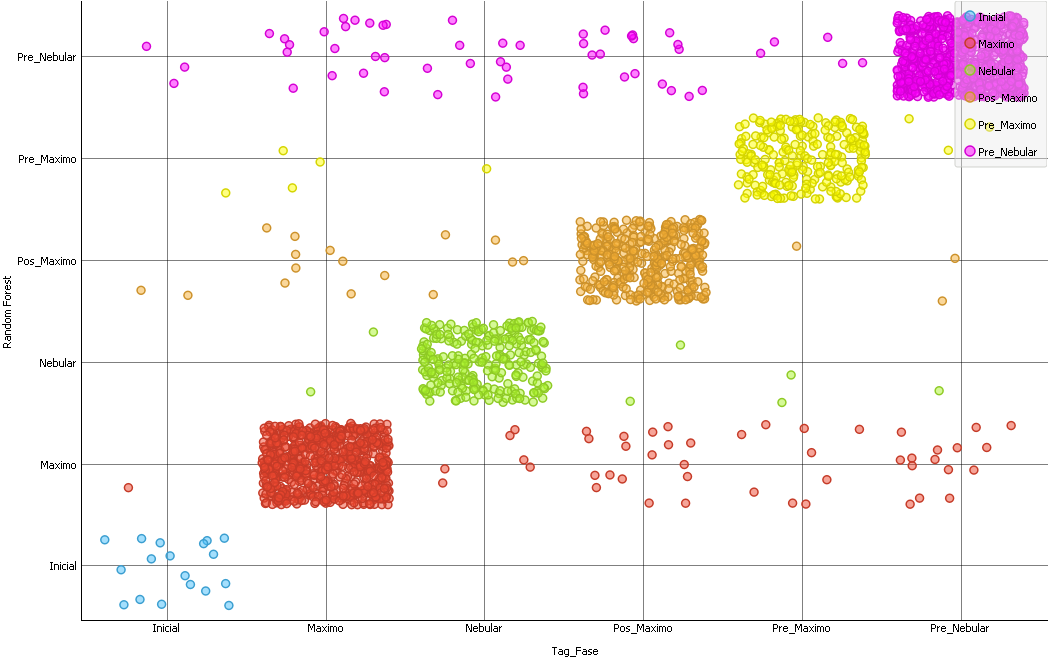 Inicial
Maximo
Nebular
Pos_Maximo
Pre_Maximo
Pre_Nebular
Pre_Nebular
Pre_Maximo
Pos_Maximo
Nebular
Maximo
Inicial
Random Forest
Inicial Maximo Nebular Pos_Maximo Pre_Maximo Pre_Nebular
Tag_Fase